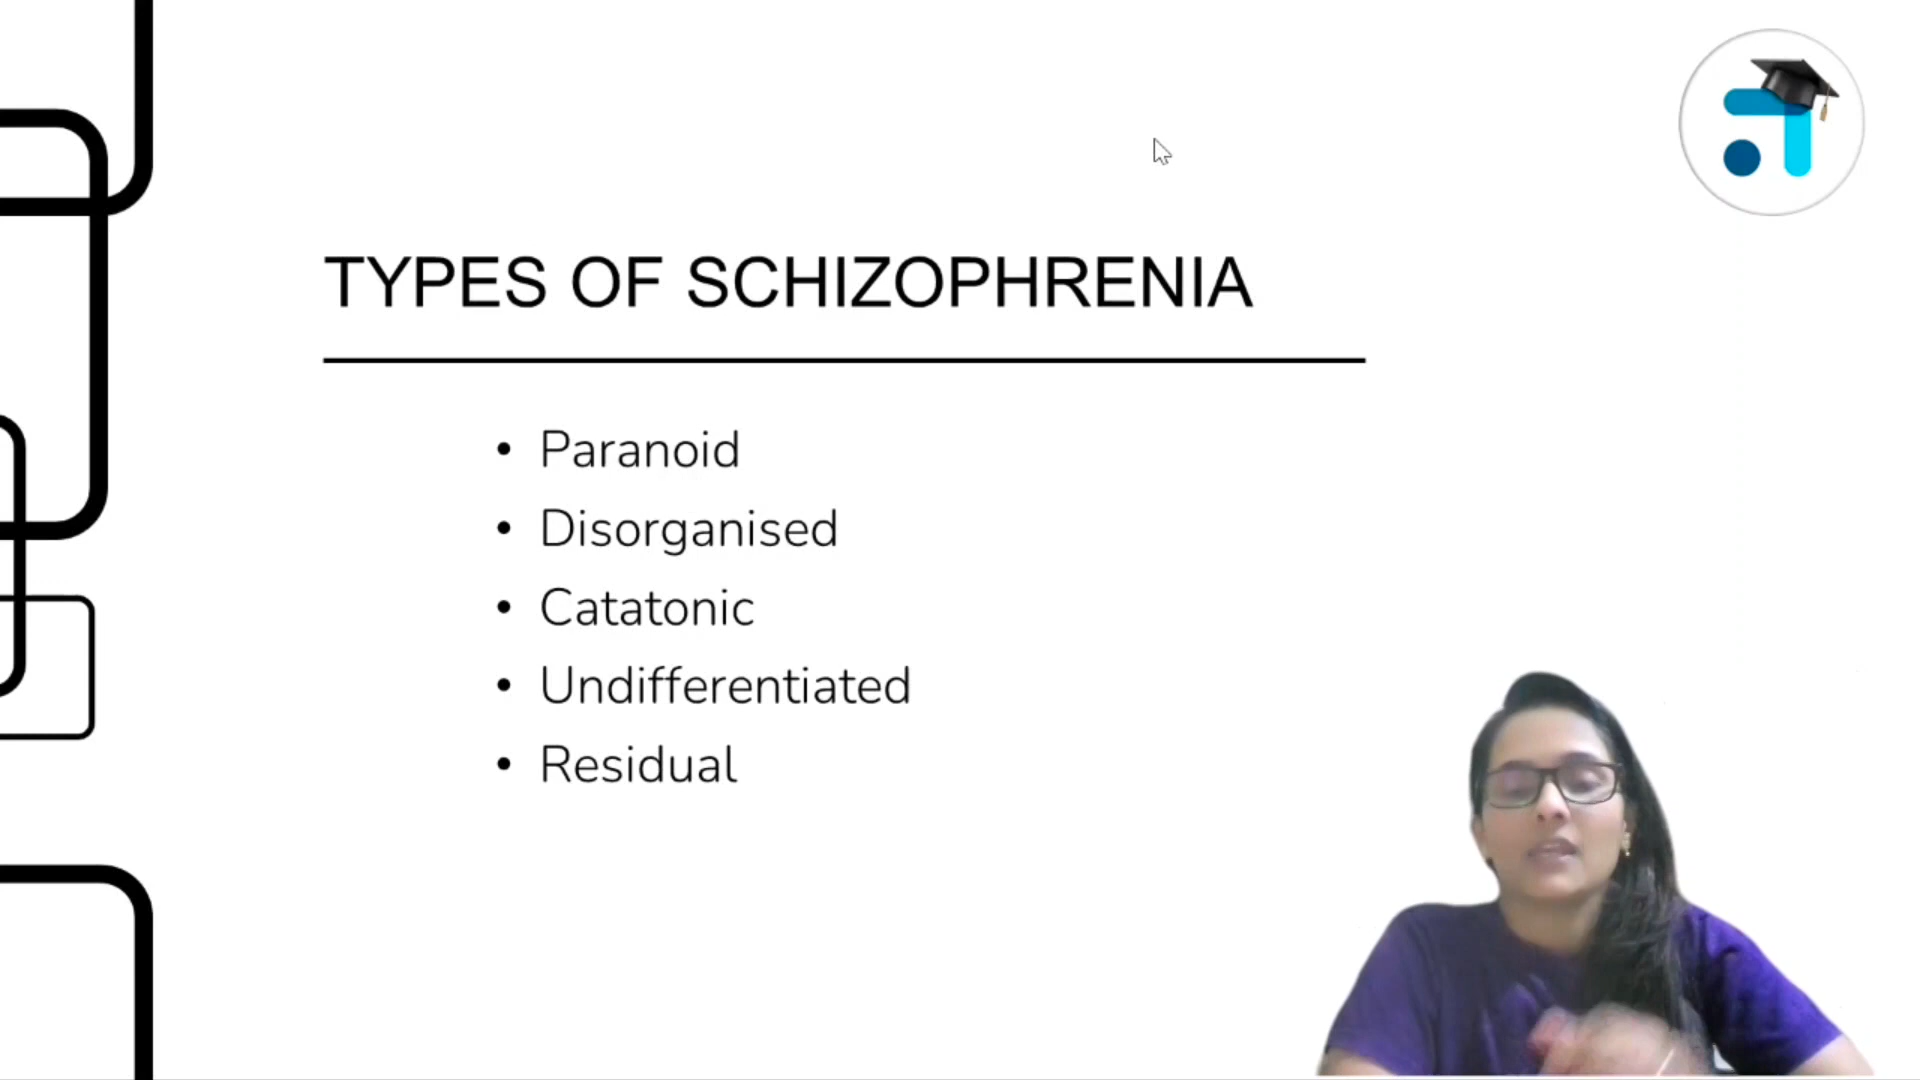 TYPES OF SCHIZOPHRENIA
• Paranoid
• Disorganised
• Catatonic
• Undifferentiated
• Residual